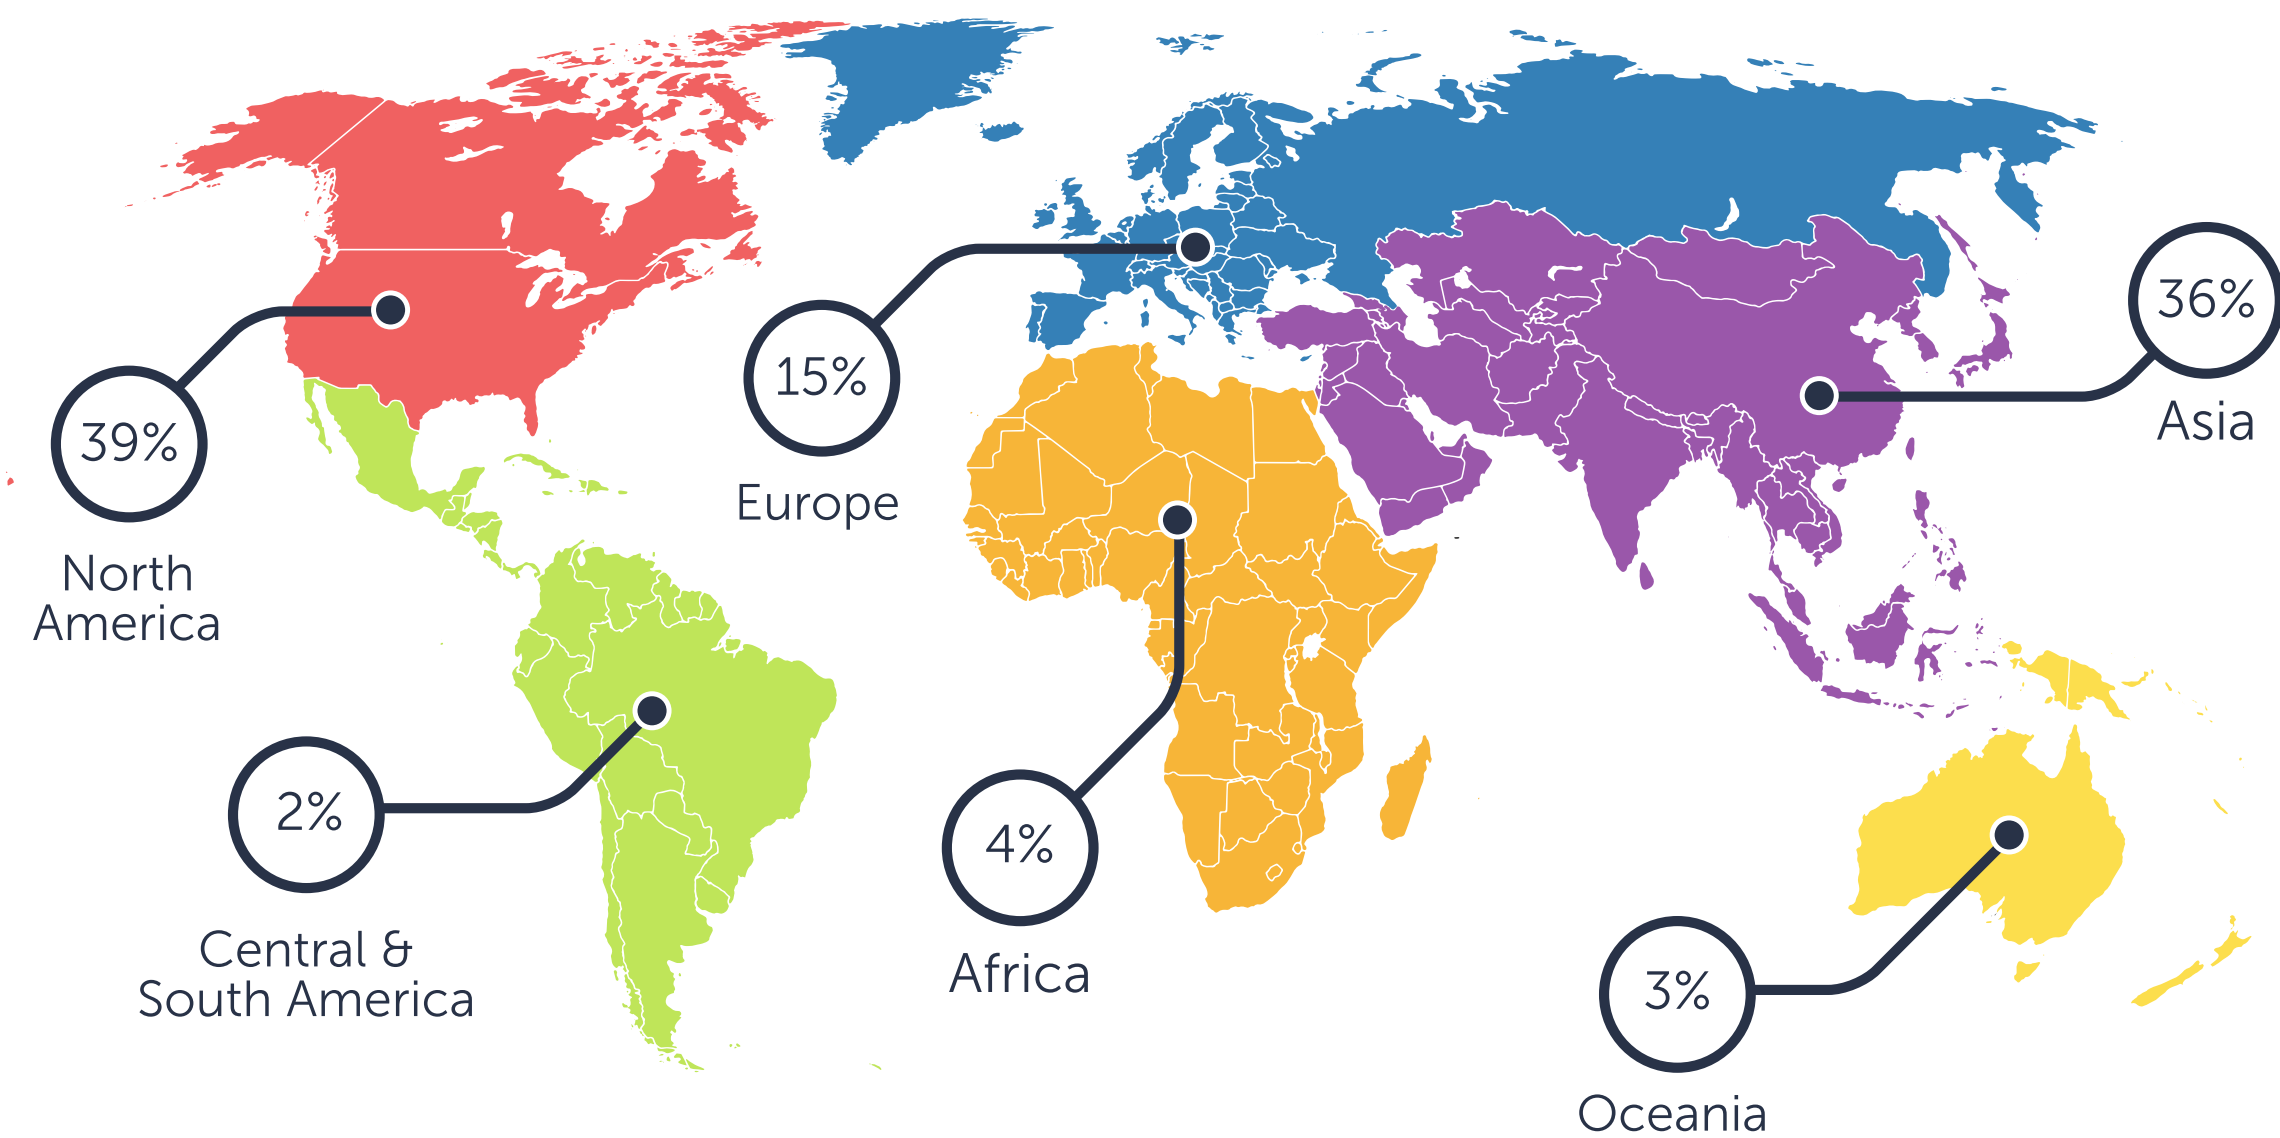 39%
North
America
15%
Europe
36%
Asia
2%
Central &
South America
4%
Africa
3%
Oceania